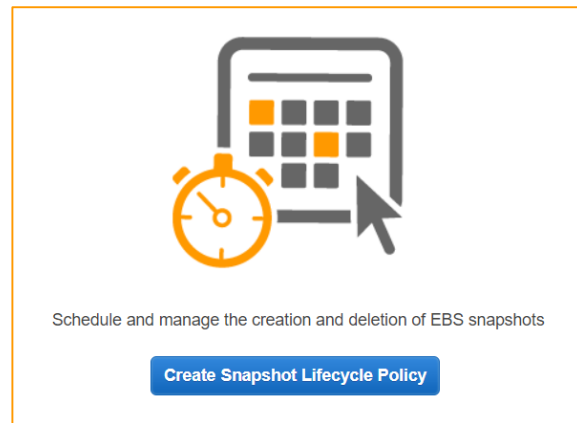 Schedule and manage the creation and deletion of EBS snapshots
Create Snapshot Lifecycle Policy